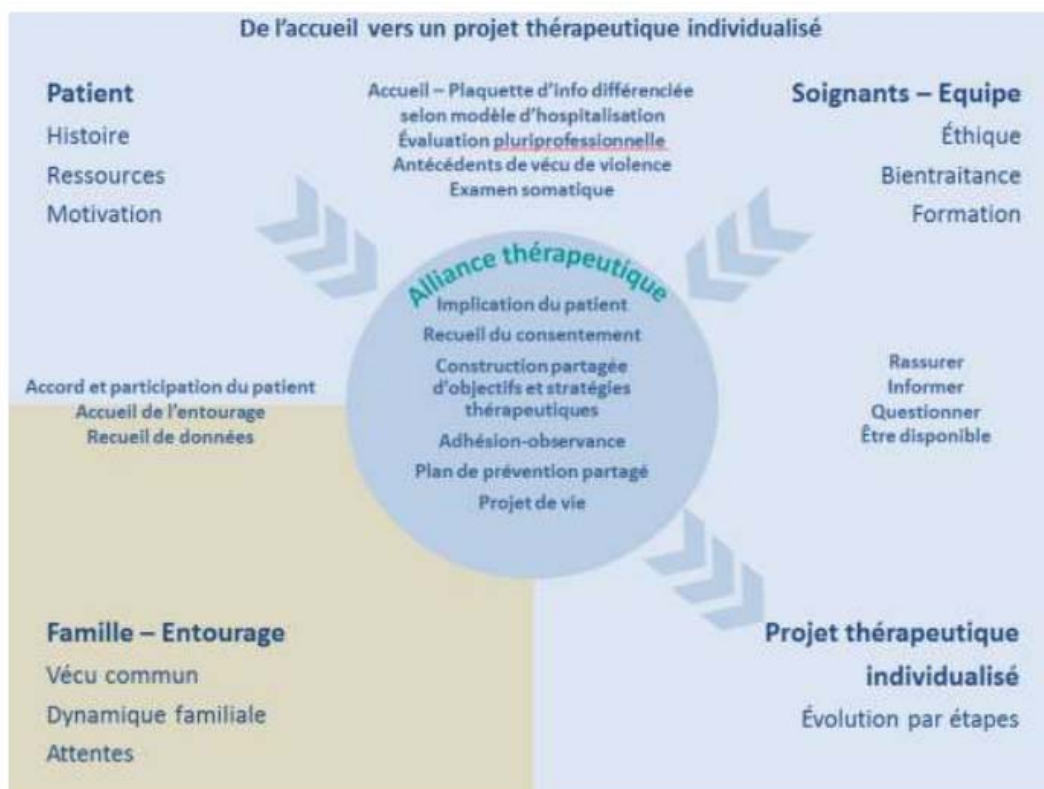 De l'accueil vers un projet thérapeutique individualisé
Patient
Histoire
Ressources
Motivation
Accueil – Plaquette d'info différenciée
selon modèle d'hospitalisation
Évaluation pluriprofessionnelle
Antécédents de vécu de violence
Examen somatique
Soignants – Equipe
Éthique
Bientraitance
Formation
Alliance thérapeutique
Implication du patient
Recueil du consentement
Construction partagée
d'objectifs et stratégies
thérapeutiques
Adhésion-observance
Plan de prévention partagé
Projet de vie
Accord et participation du patient
Accueil de l'entourage
Recueil de données
Rassurer
Informer
Questionner
Être disponible
Famille – Entourage
Vécu commun
Dynamique familiale
Attentes
Projet thérapeutique
individualisé
Évolution par étapes